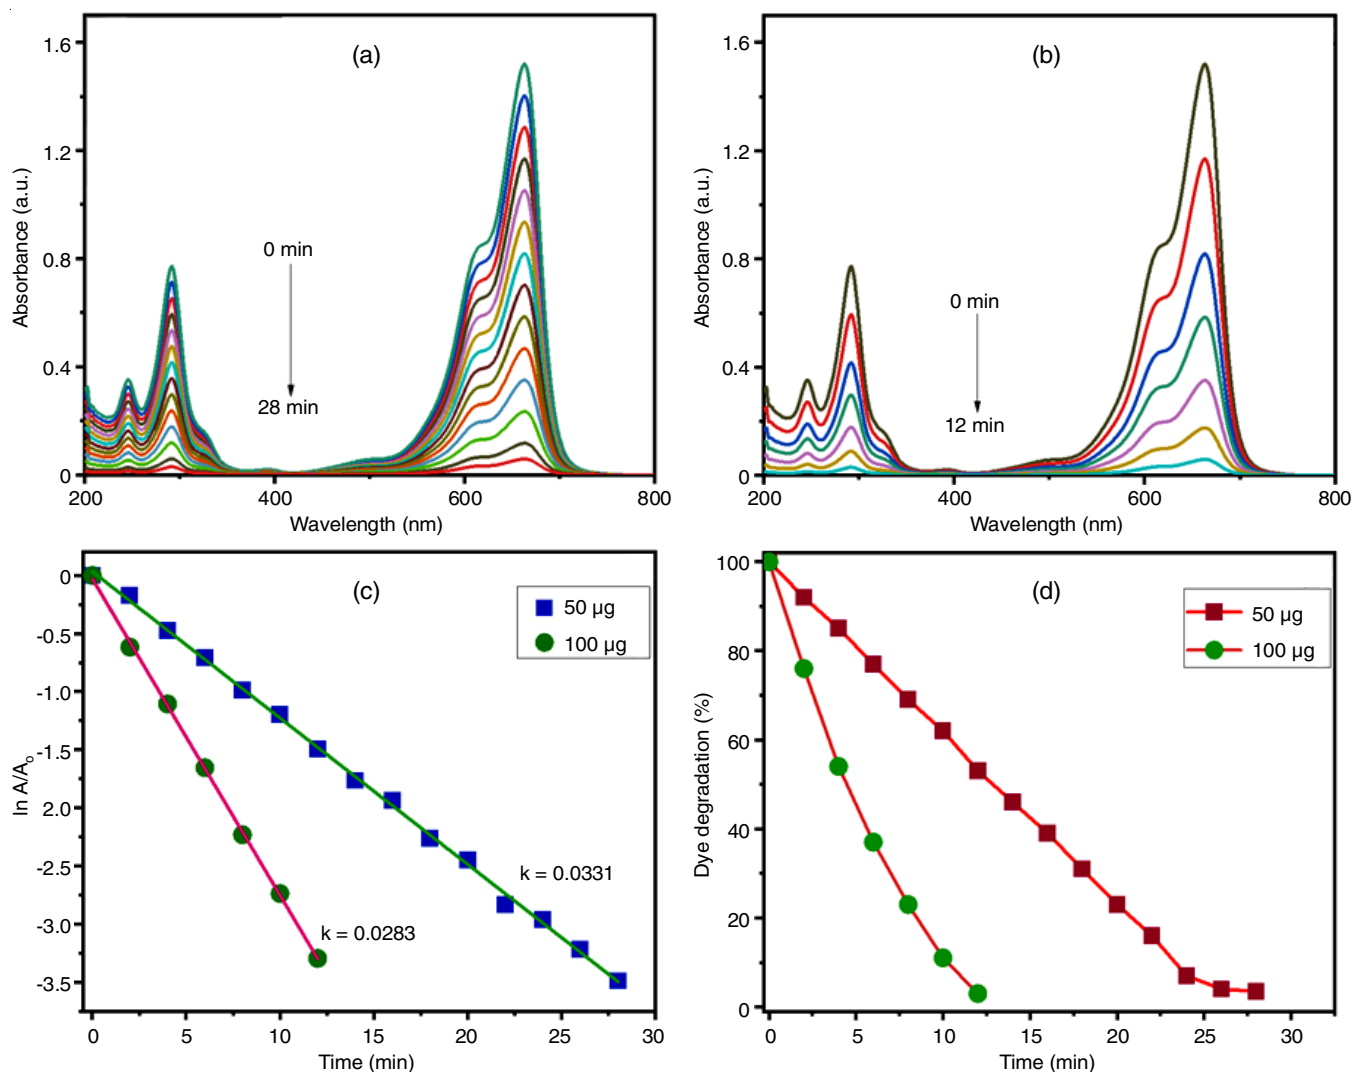 (a)
1.6
1.2
0.8
0.4
0
Absorbance (a.u.)
0 min
28 min
200
400
600
800
Wavelength (nm)
(b)
1.6
1.2
0.8
0.4
0
Absorbance (a.u.)
0 min
12 min
200
400
600
800
Wavelength (nm)
(c)
0
-0.5
-1.0
-1.5
-2.0
-2.5
-3.0
-3.5
ln A/Ao
50 µg
100 µg
k = 0.0331
k = 0.0283
0
5
10
15
20
25
30
Time (min)
(d)
100
80
60
40
20
0
Dye degradation (%)
50 µg
100 µg
0
5
10
15
20
25
30
Time (min)